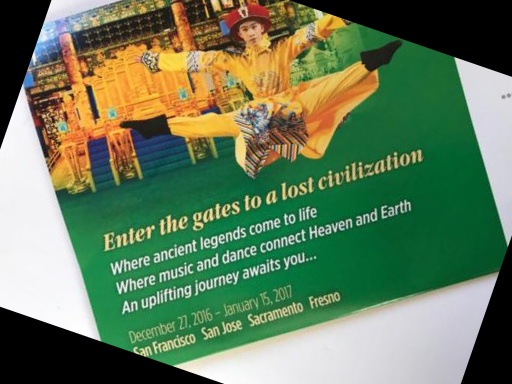 Enter the gates to a lost civilization
Where ancient legends come to life
Where music and dance connect Heaven and Earth
An uplifting journey awaits you...
December 27, 2016 – January 15, 2017
San Francisco San Jose Sacramento Fresno